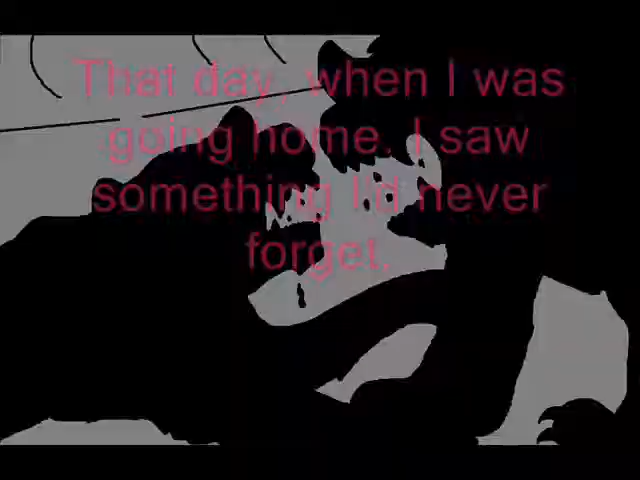 That day, when I was
going home. I saw
something I'd never
forget.